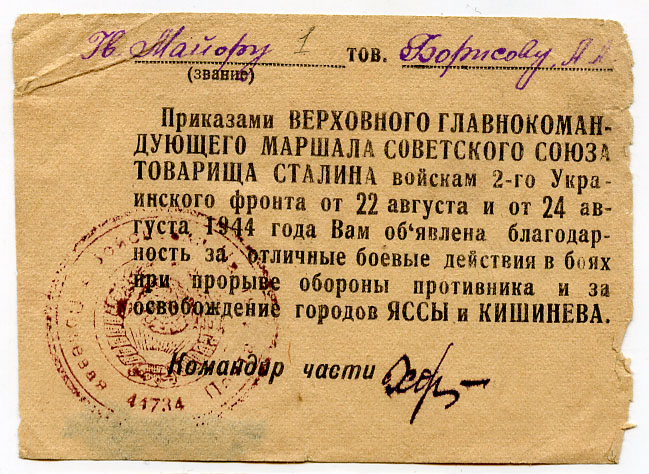 Гв. Майору 1 тов. Борисову, А А
(звание)
Приказами ВЕРХОВНОГО ГЛАВНОКОМАН-
ДУЮЩЕГО МАРШАЛА СОВЕТСКОГО СОЮЗА
ТОВАРИЩА СТАЛИНА войскам 2-го Укра-
инского фронта от 22 августа и от 24 ав-
густа 1944 года Вам об‘явлена благодар-
ность за отличные боевые действия в боях
при прорыве обороны противника и за
освобождение городов ЯССЫ и КИШИНЕВА.
Командир части
41734